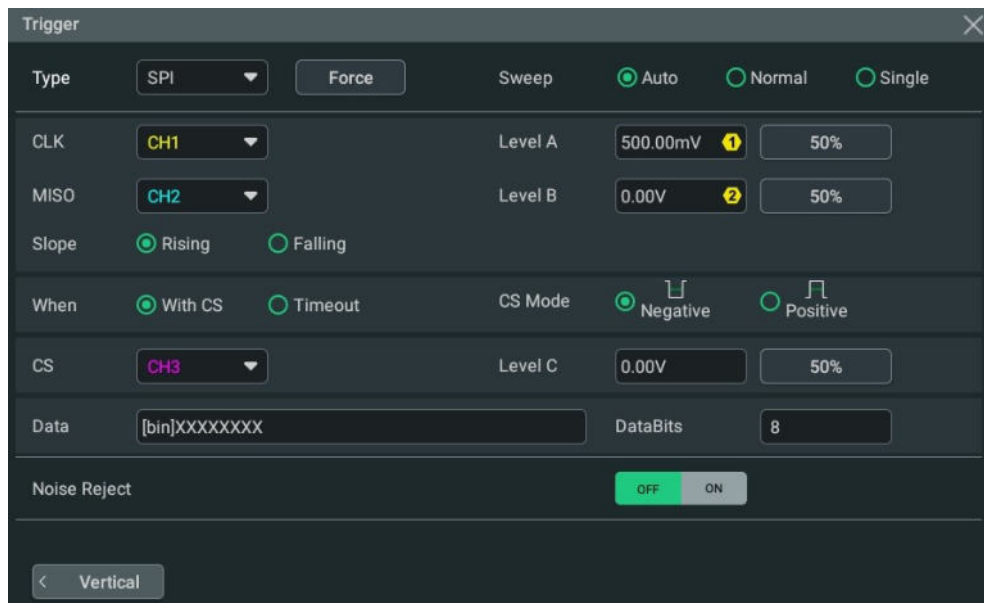 Trigger
Type SPI Force Sweep Auto Normal Single
CLK CH1 Level A 500.00mV 1 50%
MISO CH2 Level B 0.00V 2 50%
Slope Rising Falling
When With CS Timeout CS Mode Negative Positive
CS CH3 Level C 0.00V 50%
Data [bin]XXXXXXXX DataBits 8
Noise Reject OFF ON
< Vertical